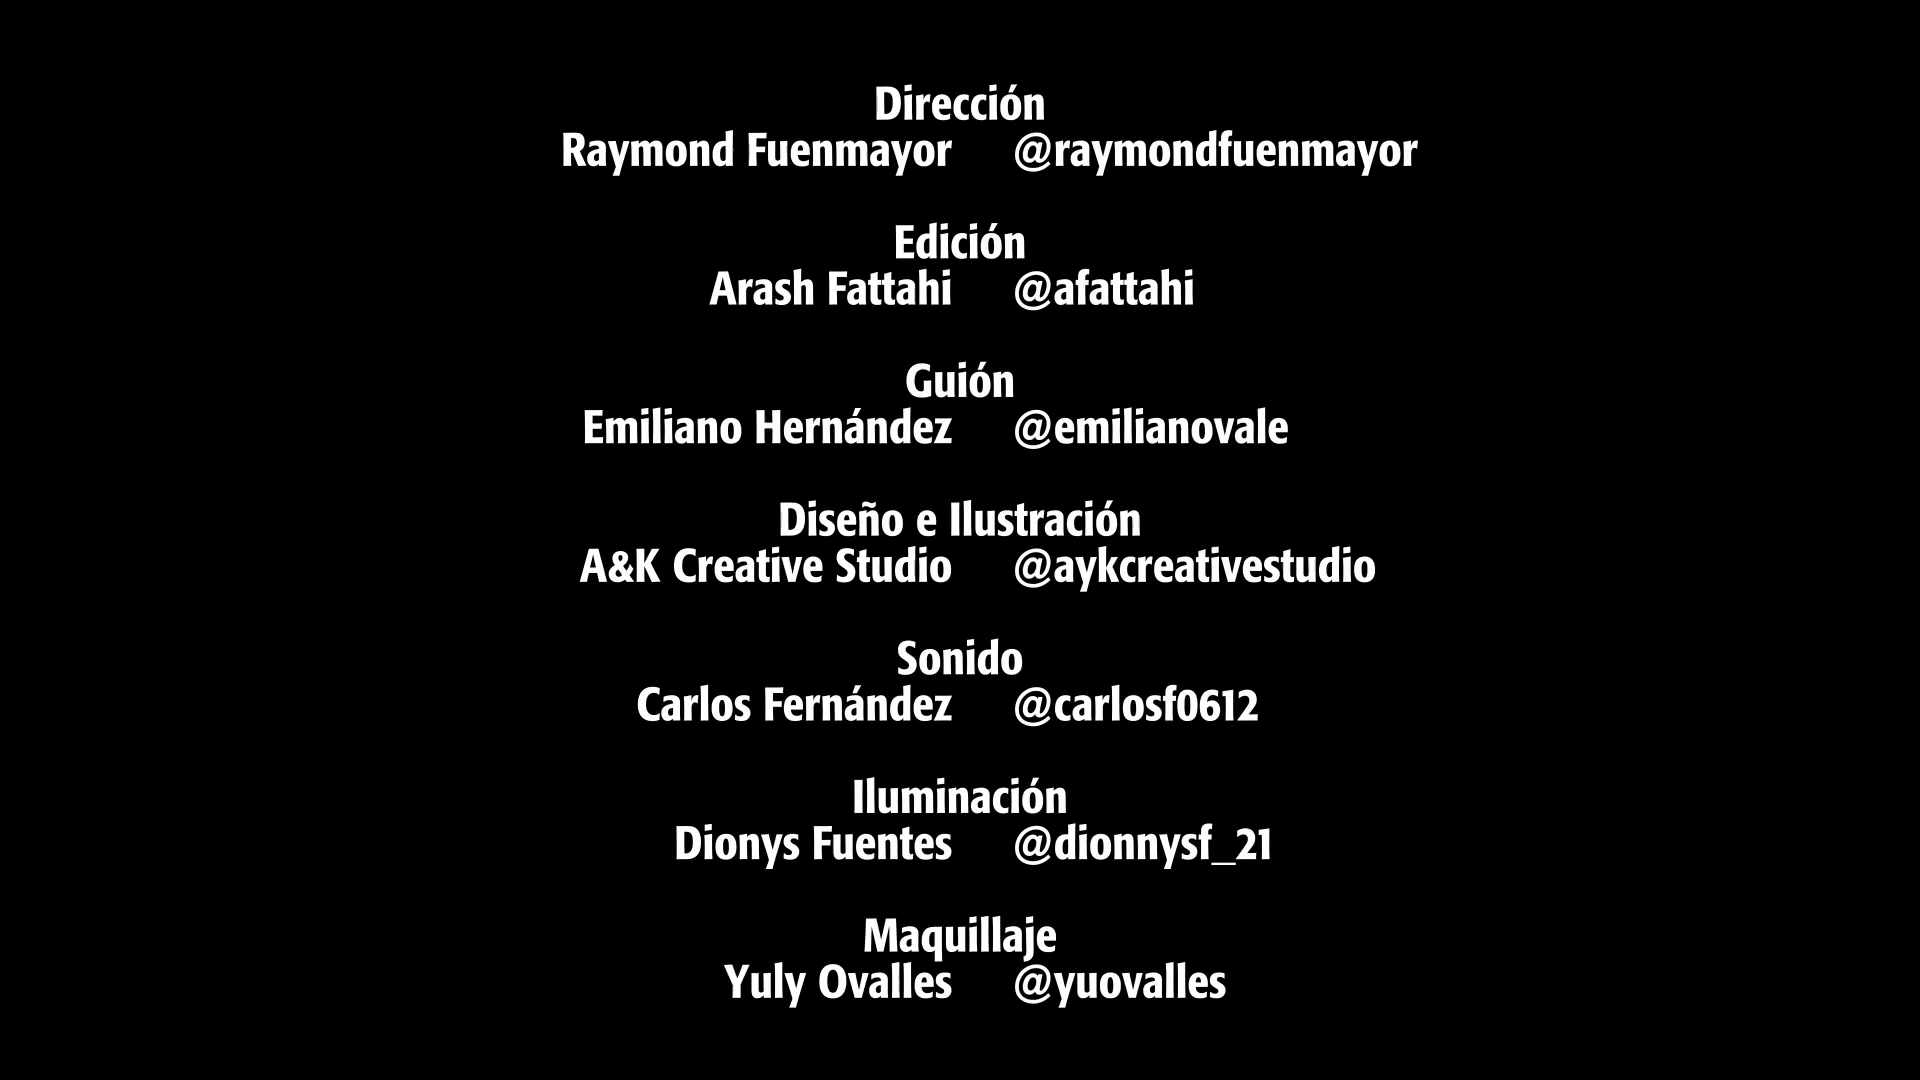 Dirección
Raymond Fuenmayor @raymondfuenmayor
Edición
Arash Fattahi @afattahi
Guión
Emiliano Hernández @emilianovale
Diseño e Ilustración
A&K Creative Studio @aykcreativestudio
Sonido
Carlos Fernández @carlosf0612
Iluminación
Dionys Fuentes @dionnysf_21
Maquillaje
Yuly Ovalles @yuovalles